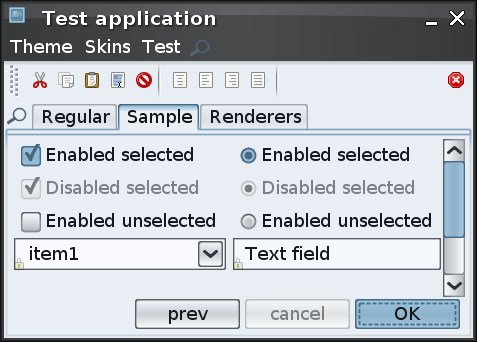 Test application
Theme Skins Test
Regular Sample Renderers
Enabled selected Enabled selected
Disabled selected Disabled selected
Enabled unselected Enabled unselected
item1 Text field
prev cancel OK